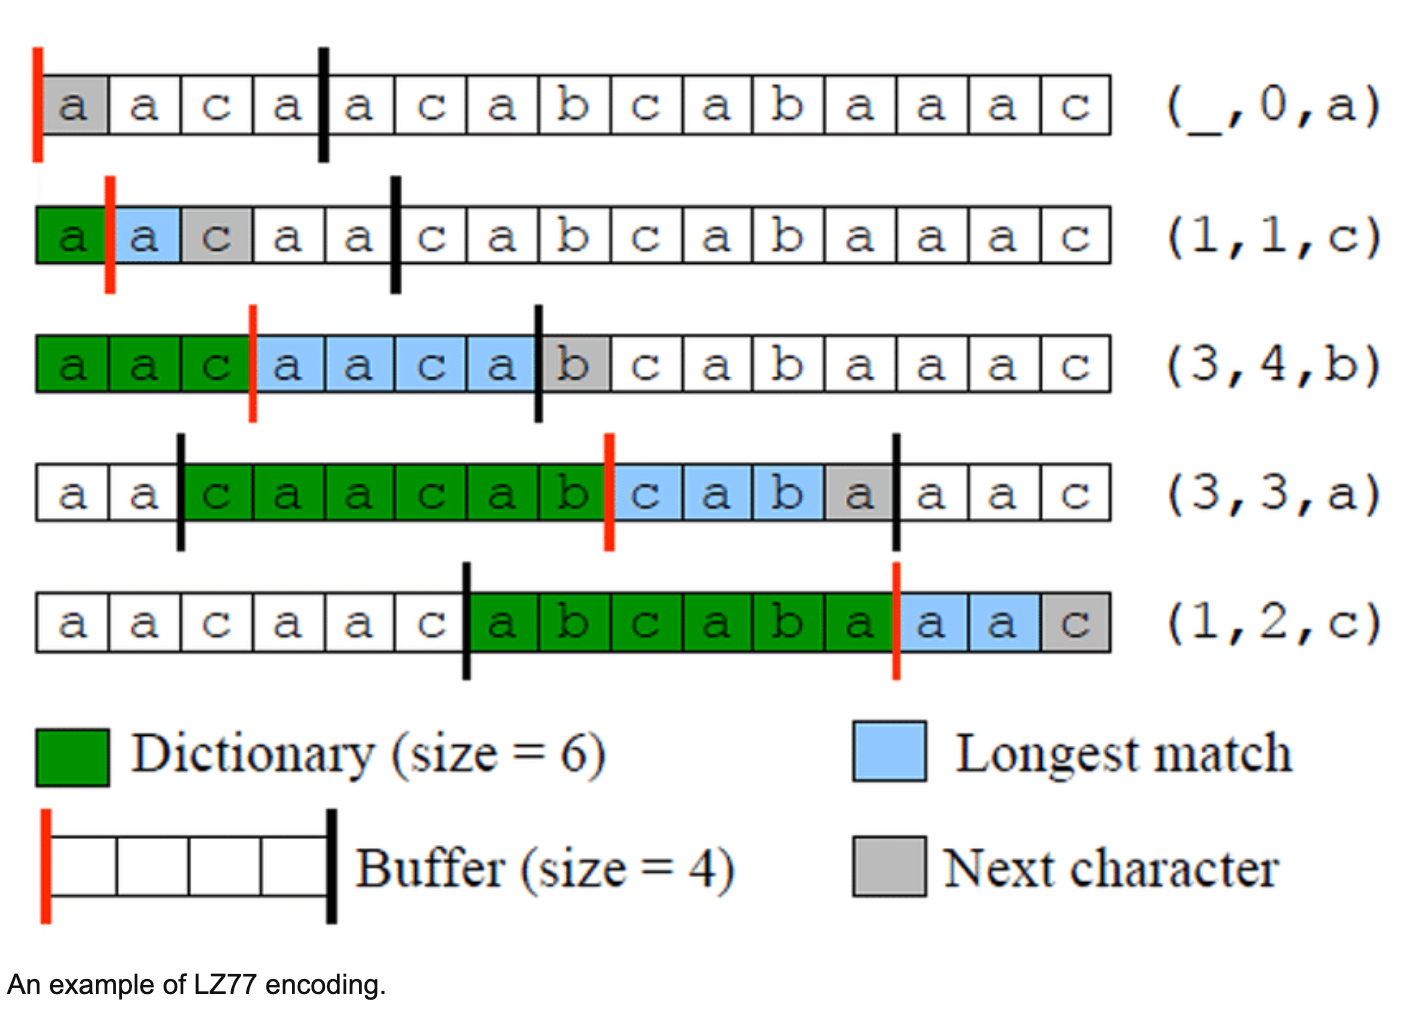 a a c a a c a b c a b a a a c (_,0,a)
a a c a a c a b c a b a a a c (1,1,c)
a a c a a c a b c a b a a a c (3,4,b)
a a c a a c a b c a b a a a c (3,3,a)
a a c a a c a b c a b a a a c (1,2,c)
Dictionary (size = 6) Longest match
Buffer (size = 4) Next character
An example of LZ77 encoding.